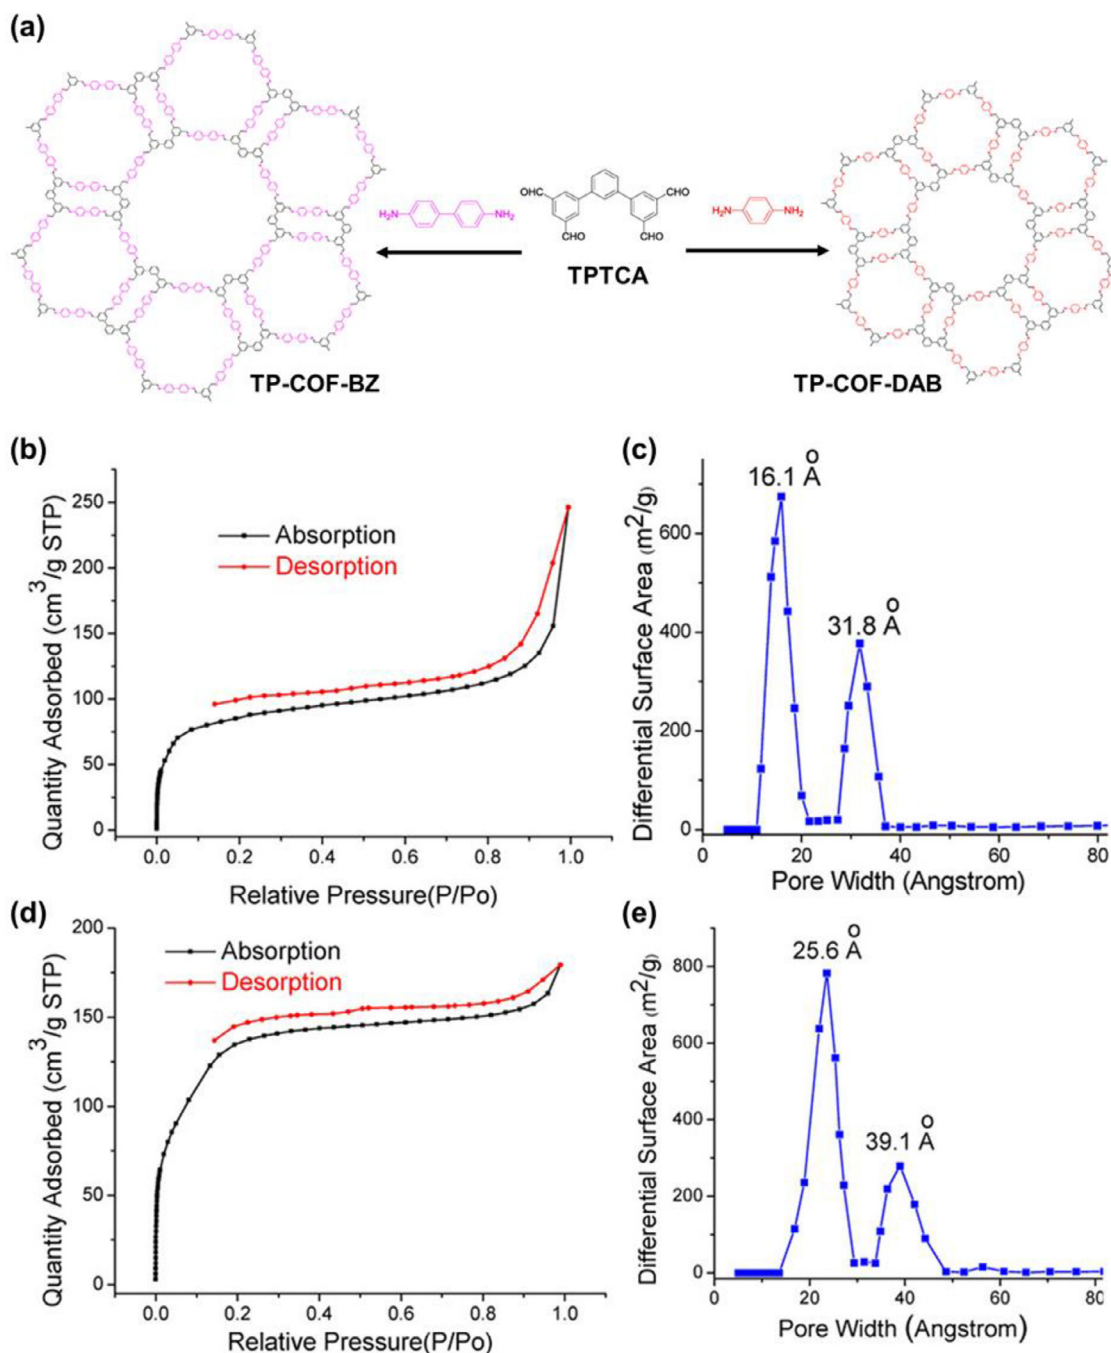 (a)
OHC
CHO
H₂N
NH₂
CHO
CHO
H₂N
NH₂
TPTCA
TP-COF-BZ
TP-COF-DAB
(b)
Quantity Adsorbed (cm³/g STP)
250
200
150
100
50
0
Absorption
Desorption
0.0 0.2 0.4 0.6 0.8 1.0
Relative Pressure(P/Po)
(c)
Differential Surface Area (m²/g)
600
400
200
0
16.1 Å
31.8 Å
0 20 40 60 80
Pore Width (Angstrom)
(d)
Quantity Adsorbed (cm³/g STP)
200
150
100
50
0
Absorption
Desorption
0.0 0.2 0.4 0.6 0.8 1.0
Relative Pressure(P/Po)
(e)
Differential Surface Area (m²/g)
800
600
400
200
0
25.6 Å
39.1 Å
0 20 40 60 80
Pore Width (Angstrom)